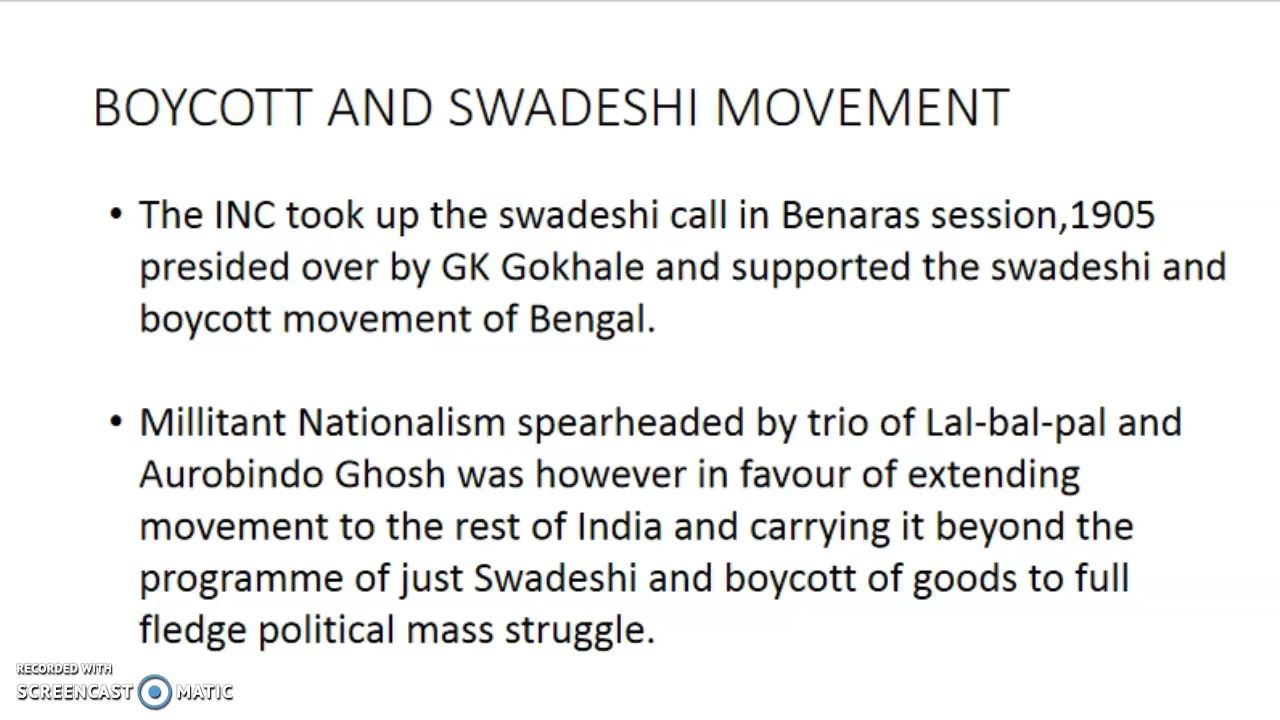 BOYCOTT AND SWADESHI MOVEMENT
• The INC took up the swadeshi call in Benaras session,1905
presided over by GK Gokhale and supported the swadeshi and
boycott movement of Bengal.
• Millitant Nationalism spearheaded by trio of Lal-bal-pal and
Aurobindo Ghosh was however in favour of extending
movement to the rest of India and carrying it beyond the
programme of just Swadeshi and boycott of goods to full
fledge political mass struggle.
RECORDED WITH
SCREENCAST MATIC